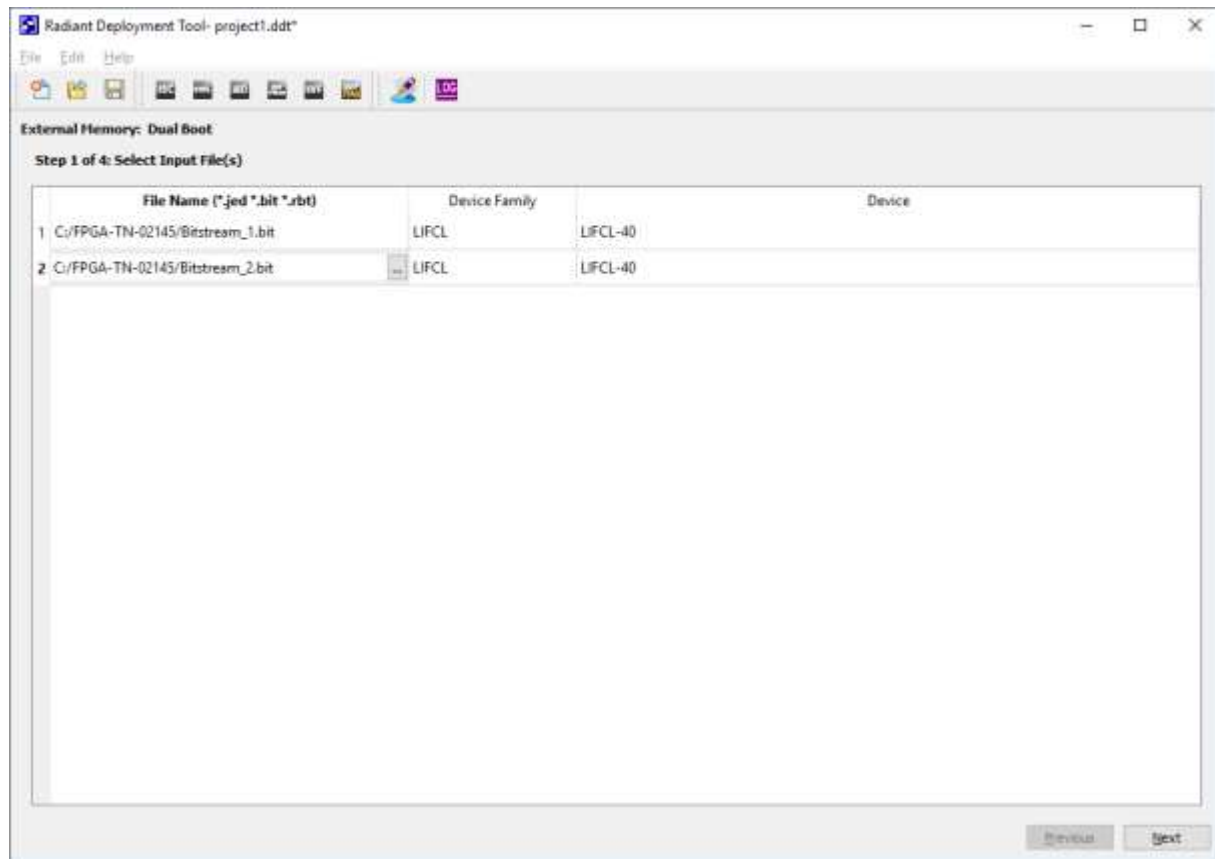 Radiant Deployment Tool- project1.ddt*
File Edit Help
LOG
External Memory: Dual Boot
Step 1 of 4: Select Input File(s)
File Name (*.jed *.bit *.rbt) Device Family Device
1 C:/FPGA-TN-02145/Bitstream_1.bit LIFCL LIFCL-40
2 C:/FPGA-TN-02145/Bitstream_2.bit ... LIFCL LIFCL-40
Previous Next